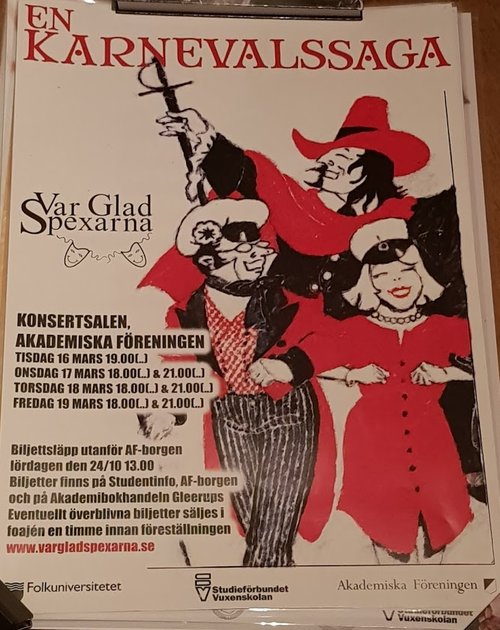 EN
KARNEVALSSAGA
Var Glad
Spexarna
KONSERTSALEN,
AKADEMISKA FÖRENINGEN
TISDAG 16 MARS 19.00(..)
ONSDAG 17 MARS 18.00(..) & 21.00(..)
TORSDAG 18 MARS 18.00(..) & 21.00(..)
FREDAG 19 MARS 18.00(..) & 21.00(..)
Biljettsläpp utanför AF-borgen
lördagen den 24/10 13.00
Biljetter finns på Studentinfo, AF-borgen
och på Akademibokhandeln Gleerups
Eventuellt överblivna biljetter säljes i
foajén en timme innan föreställningen
www.vargladspexarna.se
Folkuniversitetet
SV Studieförbundet
Vuxenskolan
Akademiska Föreningen
Studieförbundet
Vuxenskolan